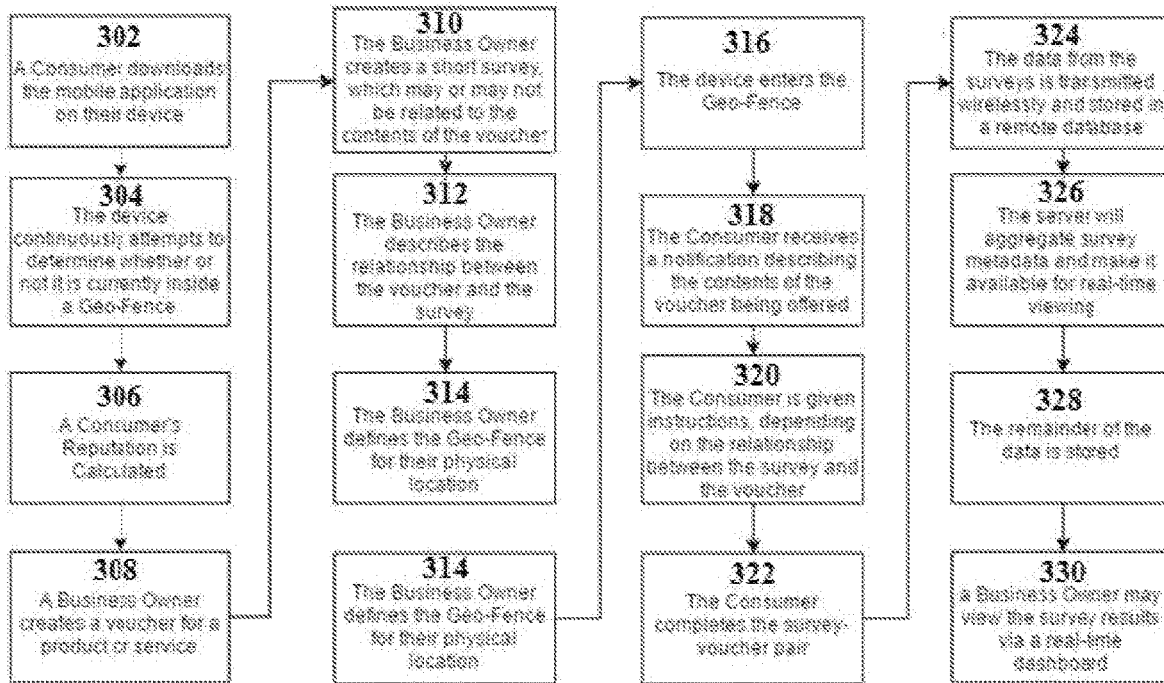 302
A Consumer downloads
the mobile application
on their device
304
The device
continuously attempts to
determine whether or
not it is currently inside
a Geo-Fence
306
A Consumer's
Reputation is
Calculated
308
A Business Owner
creates a voucher for a
product or service
310
The Business Owner
creates a short survey,
which may or may not
be related to the
contents of the voucher
312
The Business Owner
describes the
relationship between
the voucher and the
survey
314
The Business Owner
defines the Geo-Fence
for their physical
location
314
The Business Owner
defines the Geo-Fence
for their physical
location
316
The device enters the
Geo-Fence
318
The Consumer receives
a notification describing
the contents of the
voucher being offered
320
The Consumer is given
instructions, depending
on the relationship
between the survey and
the voucher
322
The Consumer
completes the survey-
voucher pair
324
The data from the
surveys is transmitted
wirelessly and stored in
a remote database
326
The server will
aggregate survey
metadata and make it
available for real-time
viewing
328
The remainder of the
data is stored
330
a Business Owner may
view the survey results
via a real-time
dashboard